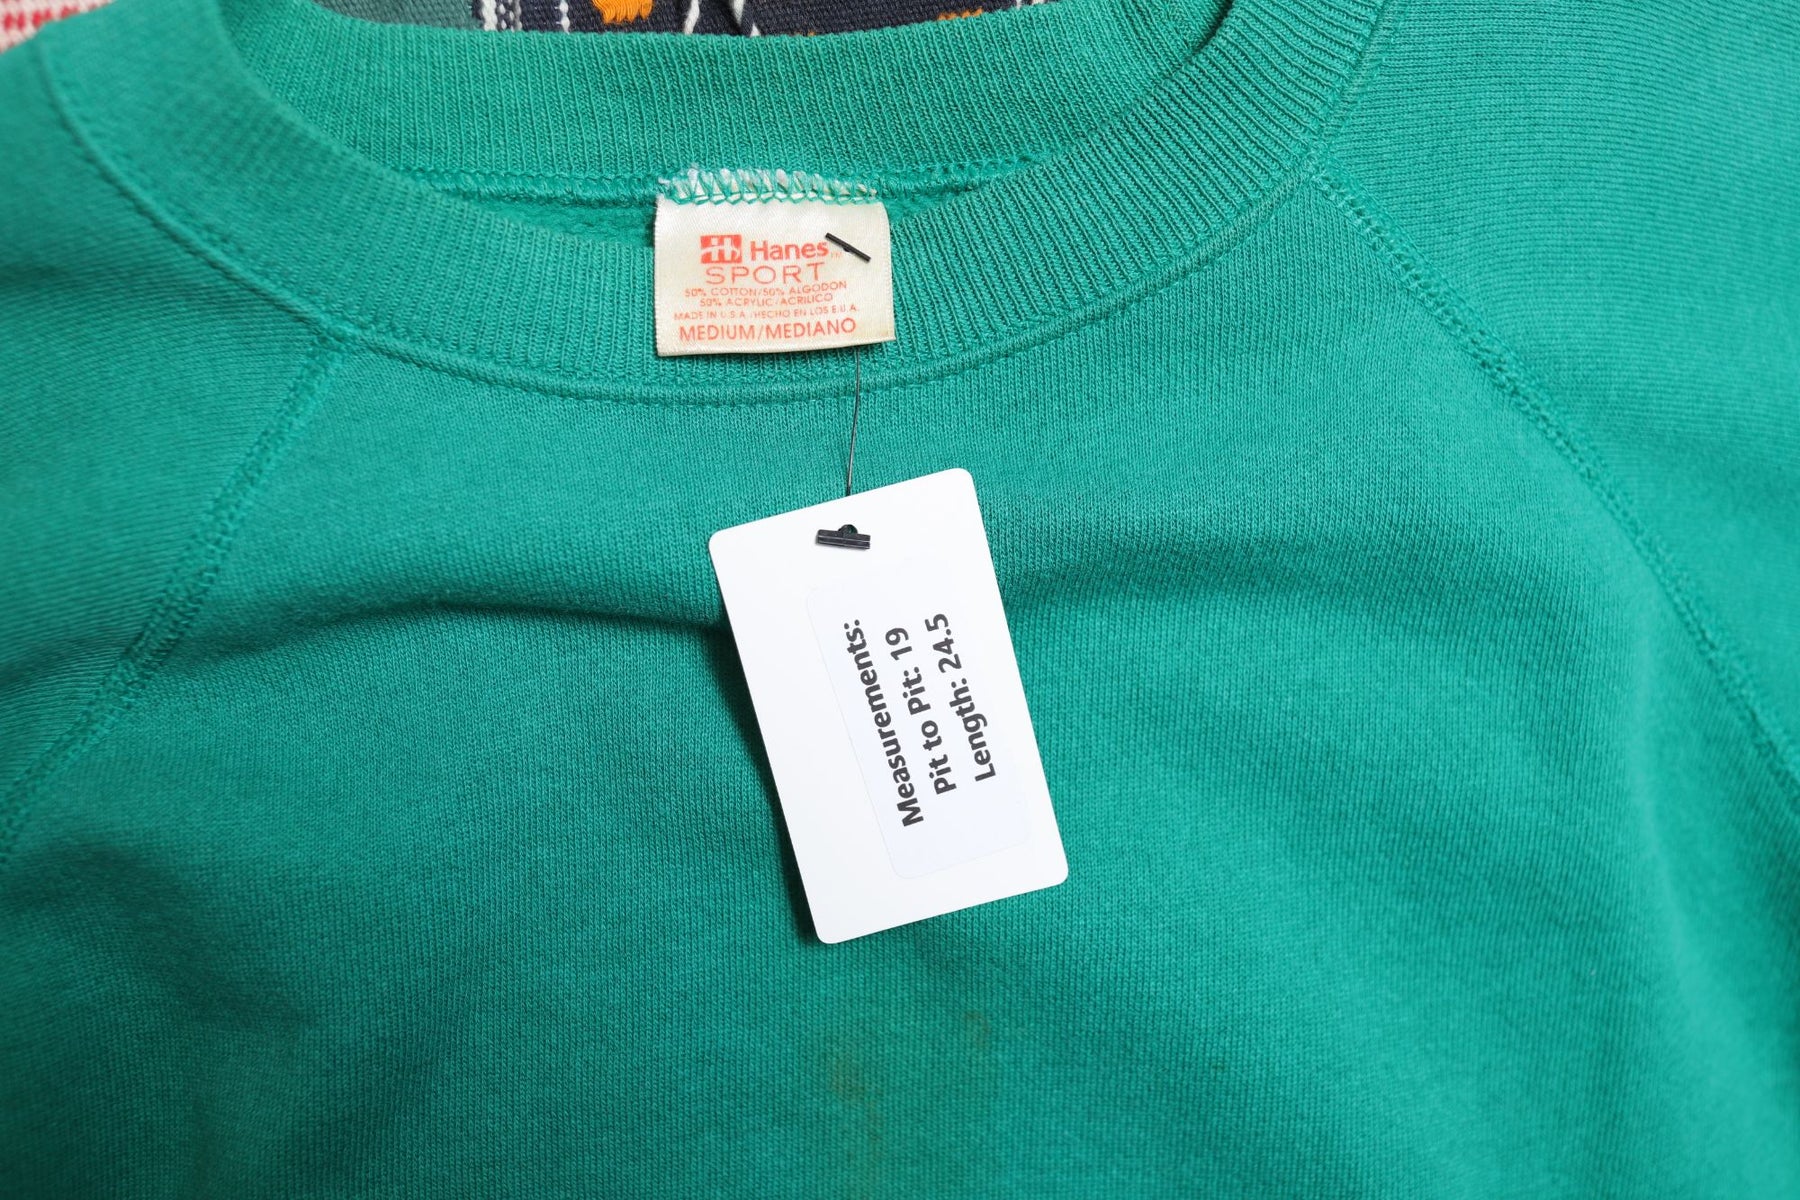 Hanes™
SPORT
50% COTTON/50% ALGODON
50% ACRYLIC/ACRILICO
MADE IN U.S.A./HECHO EN LOS E.U.A.
MEDIUM/MEDIANO
Measurements:
Pit to Pit: 19
Length: 24.5